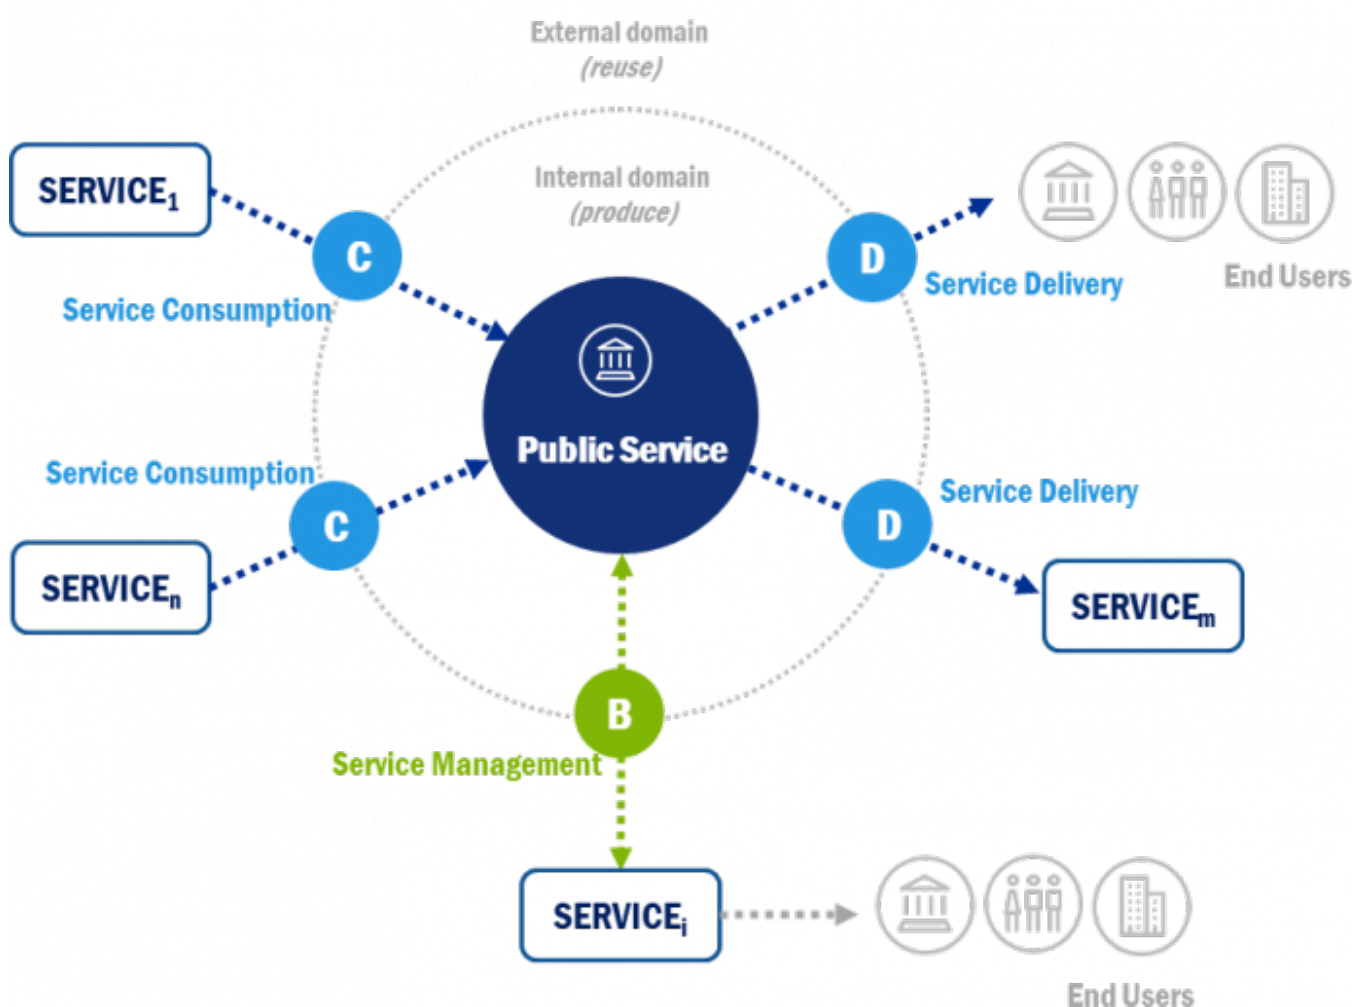 External domain
(reuse)
Internal domain
(produce)
SERVICE1
C
Service Consumption
D
Service Delivery
End Users
Public Service
Service Consumption
C
SERVICEn
Service Delivery
D
SERVICEm
B
Service Management
SERVICEi
End Users